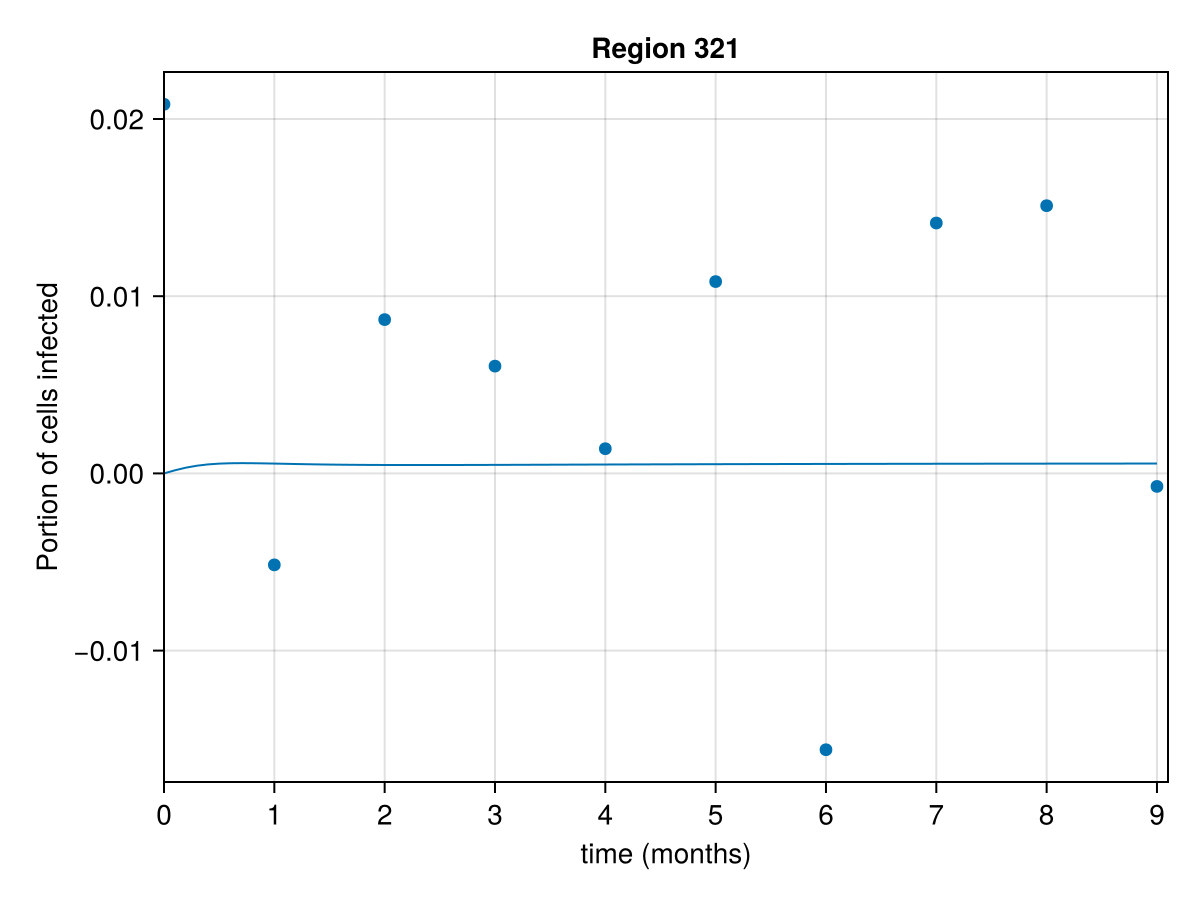 Region 321
0.02
0.01
0.00
−0.01
Portion of cells infected
0 1 2 3 4 5 6 7 8 9
time (months)